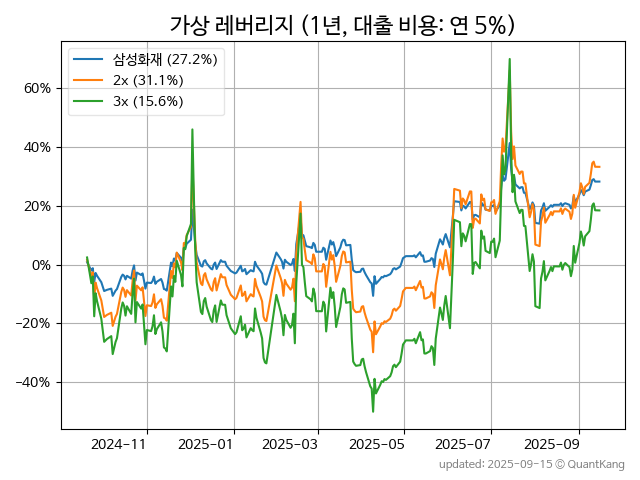 가상 레버리지 (1년, 대출 비용: 연 5%)
삼성화재 (27.2%)
2x (31.1%)
3x (15.6%)
60%
40%
20%
0%
−20%
−40%
2024-11 2025-01 2025-03 2025-05 2025-07 2025-09
updated: 2025-09-15 © QuantKang